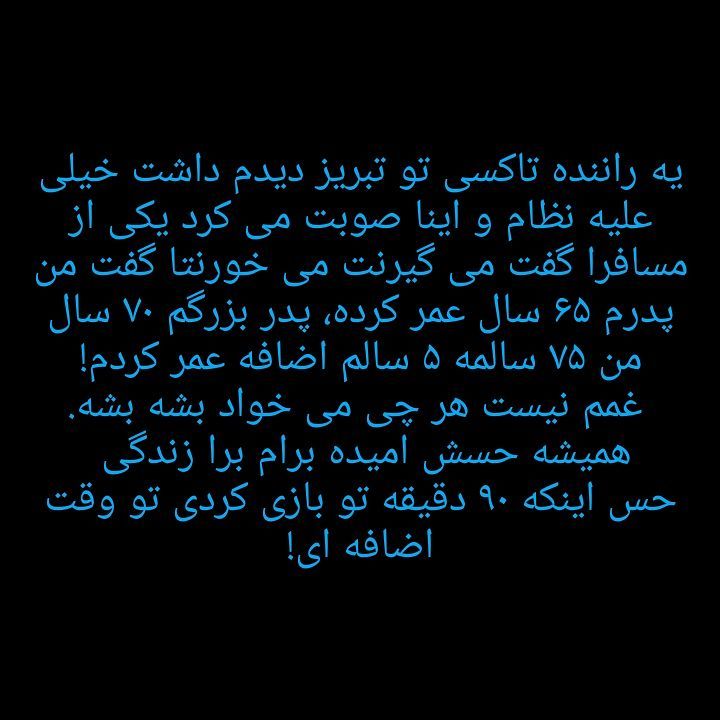 یه راننده تاکسی تو تبریز دیدم داشت خیلی
علیه نظام و اینا صوبت می کرد یکی از
مسافرا گفت می گیرنت می خورنتا گفت من
پدرم ۶۵ سال عمر کرده، پدر بزرگم ۷۰ سال
من ۷۵ سالمه ۵ سالم اضافه عمر کردم!
غمم نیست هر چی می خواد بشه بشه.
همیشه حسش امیده برام برا زندگی
حس اینکه ۹۰ دقیقه تو بازی کردی تو وقت
اضافه ای!